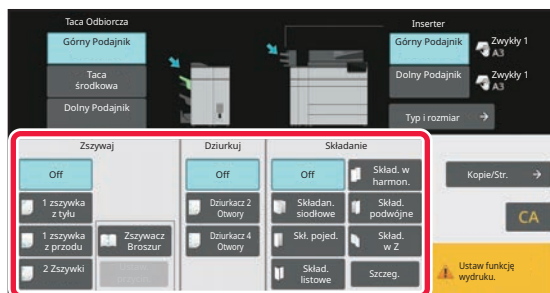 Taca Odbiorcza
Górny Podajnik
Taca
środkowa
Dolny Podajnik
Inserter
Górny Podajnik
Zwykły 1
A3
Dolny Podajnik
Zwykły 1
A3
Typ i rozmiar
Zszywaj
Off
1 zszywka
z tyłu
1 zszywka
z przodu
2 Zszywki
Zszywacz
Broszur
Dziurkuj
Off
Dziurkacz 2
Otwory
Dziurkacz 4
Otwory
Składanie
Off
Składan.
siodłowe
Skł. pojed.
Skład.
listowe
Skład. w
harmon.
Skład.
podwójne
Skład.
w Z
Szczeg.
Kopie/Str.
CA
Ustaw funkcję
wydruku.